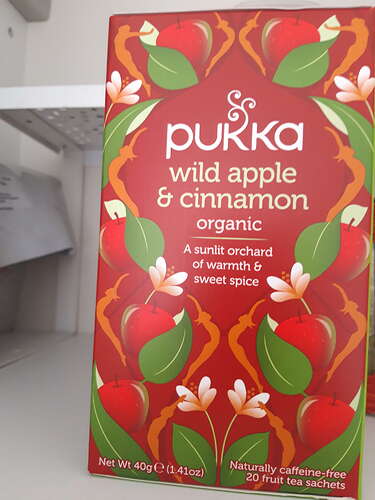 pukka
wild apple
& cinnamon
organic
A sunlit orchard
of warmth &
sweet spice
Net Wt 40g ℮ (1.41oz)
Naturally caffeine-free
20 fruit tea sachets